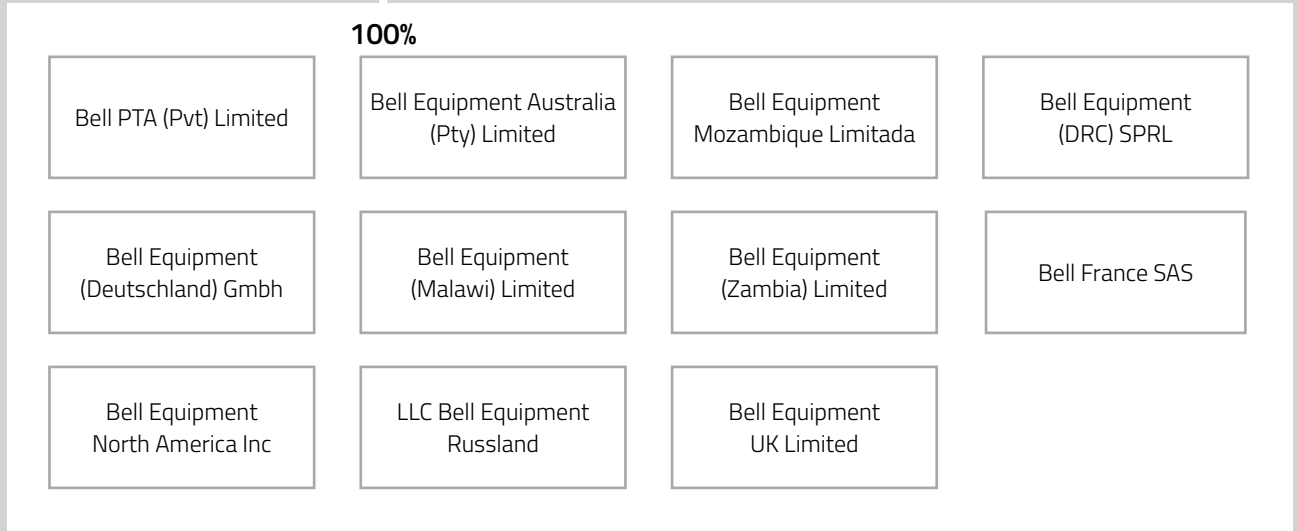 100%
Bell PTA (Pvt) Limited
Bell Equipment Australia
(Pty) Limited
Bell Equipment
Mozambique Limitada
Bell Equipment
(DRC) SPRL
Bell Equipment
(Deutschland) Gmbh
Bell Equipment
(Malawi) Limited
Bell Equipment
(Zambia) Limited
Bell France SAS
Bell Equipment
North America Inc
LLC Bell Equipment
Russland
Bell Equipment
UK Limited